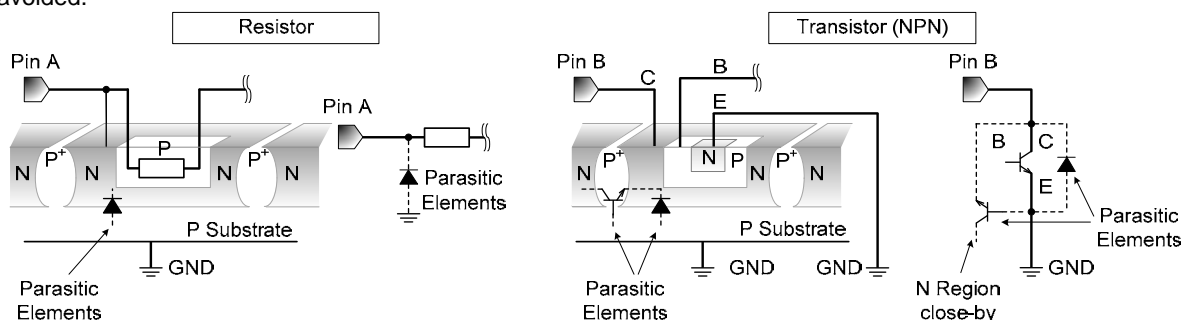 avoided.
Resistor
Transistor (NPN)
Pin A
Pin A
Pin B
Pin B
C
B
E
B
C
E
N
P+
N
P
N
P+
N
N
P+
N
N
P
N
P+
N
Parasitic
Elements
P Substrate
P Substrate
Parasitic
Elements
GND
GND
GND
GND
Parasitic
Elements
Parasitic
Elements
N Region
close-by